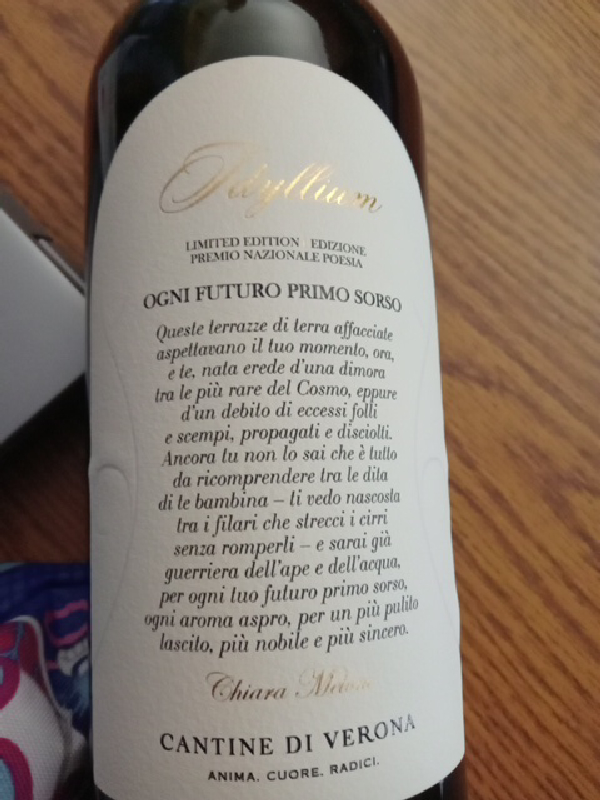 Idyllium
LIMITED EDITION EDIZIONE
PREMIO NAZIONALE POESIA
OGNI FUTURO PRIMO SORSO
Queste terrazze di terra affacciate
aspettavano il tuo momento, ora,
e te, nata erede d'una dimora
tra le più rare del Cosmo, eppure
d'un debito di eccessi folli
e scempi, propagati e disciolti.
Ancora tu non lo sai che è tutto
da ricomprendere tra le dita
di te bambina – ti vedo nascosta
tra i filari che strecci i cirri
senza romperli – e sarai già
guerriera dell'ape e dell'acqua,
per ogni tuo futuro primo sorso,
ogni aroma aspro, per un più pulito
lascito, più nobile e più sincero.
Chiara
CANTINE DI VERONA
ANIMA. CUORE. RADICI.